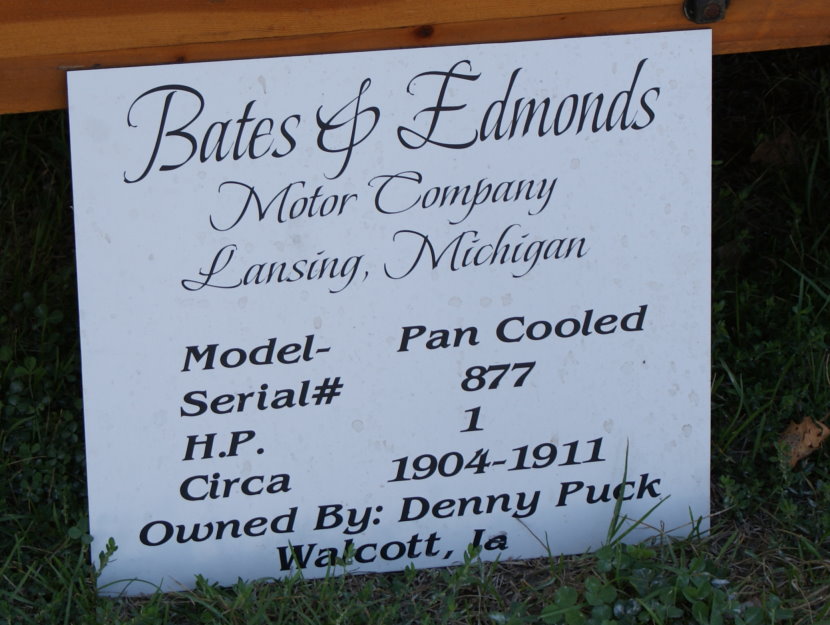 Bates & Edmonds
Motor Company
Lansing, Michigan
Model- Pan Cooled
Serial# 877
H.P. 1
Circa 1904-1911
Owned By: Denny Puck
Walcott, Ia